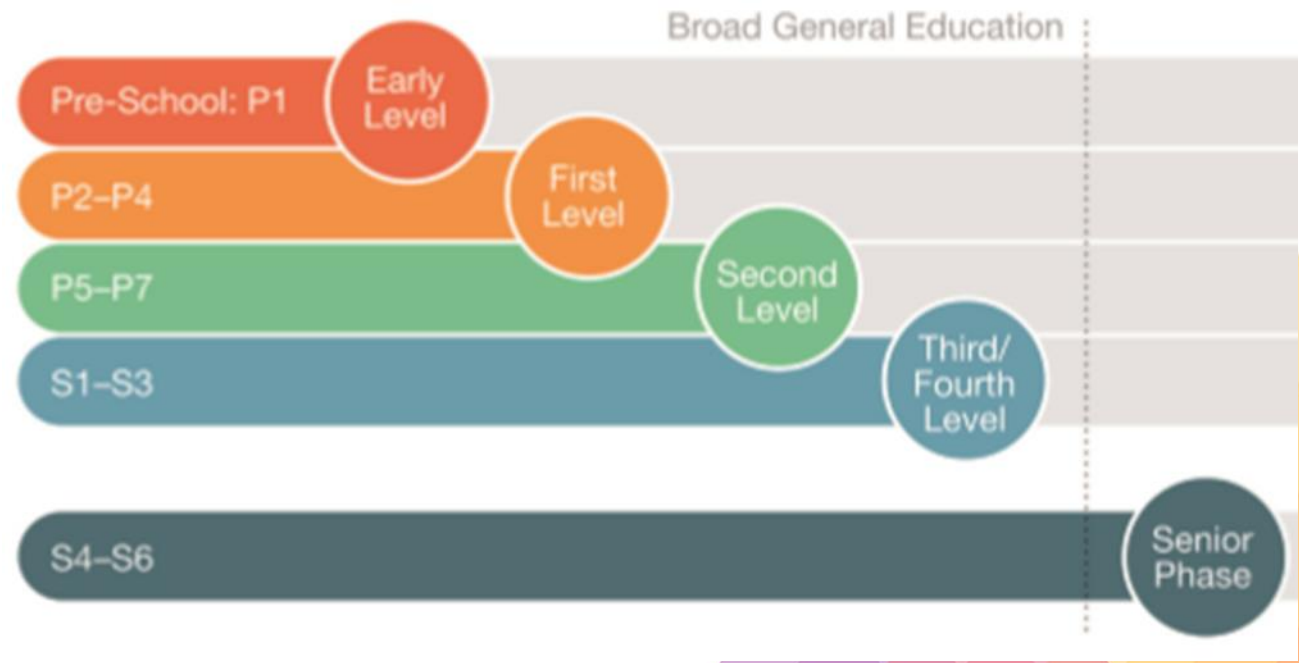 Broad General Education
Pre-School: P1
Early
Level
P2–P4
First
Level
P5–P7
Second
Level
S1–S3
Third/
Fourth
Level
S4–S6
Senior
Phase